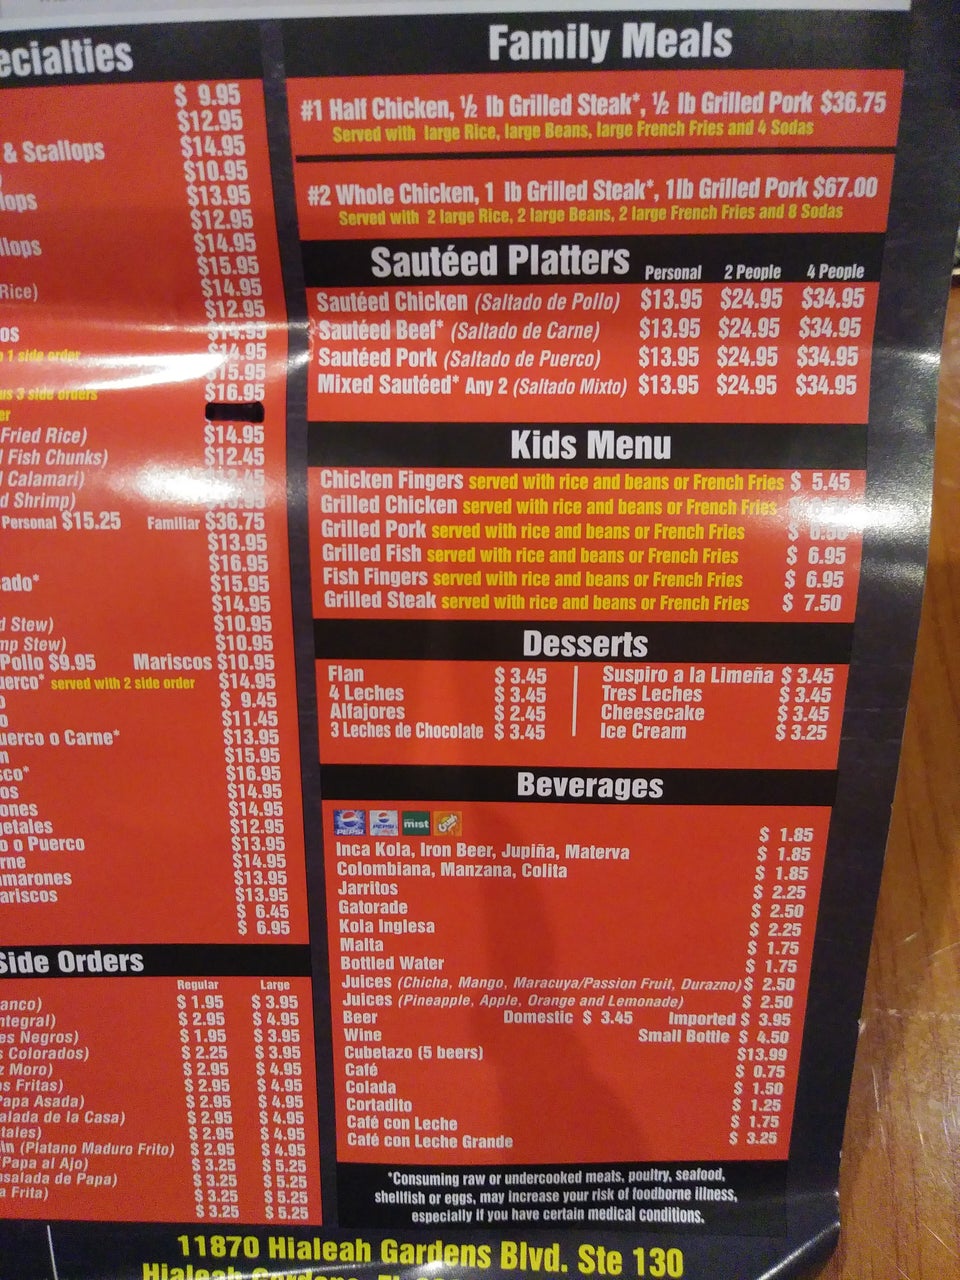 ecialties
$ 9.95
$12.95
& Scallops $14.95
$10.95
lops $13.95
$12.95
llops $14.95
$15.95
Rice) $14.95
$12.95
os $14.95
1 side order $14.95
$15.95
us 3 side orders $16.95
er
Fried Rice) $14.95
Fish Chunks) $12.45
Calamari)
d Shrimp)
Personal $15.25 Familiar $36.75
$13.95
$16.95
ado* $15.95
$14.95
d Stew) $10.95
mp Stew) $10.95
Pollo $9.95 Mariscos $10.95
uerco* served with 2 side order $14.95
o $ 9.45
o $11.45
uerco o Carne* $13.95
n $15.95
sco* $16.95
os $14.95
ones $14.95
getales $12.95
o o Puerco $13.95
rne $14.95
amarones $13.95
ariscos $13.95
$ 6.45
$ 6.95
Side Orders
Regular Large
anco) $ 1.95 $ 3.95
ntegral) $ 2.95 $ 4.95
es Negros) $ 1.95 $ 3.95
s Colorados) $ 2.25 $ 3.95
z Moro) $ 2.95 $ 4.95
as Fritas) $ 2.95 $ 4.95
Papa Asada) $ 2.95 $ 4.95
salada de la Casa) $ 2.95 $ 4.95
tales) $ 2.95 $ 4.95
in (Platano Maduro Frito) $ 2.95 $ 4.95
(Papa al Ajo) $ 3.25 $ 5.25
nsalada de Papa) $ 3.25 $ 5.25
a Frita) $ 3.25 $ 5.25
$ 3.25 $ 5.25
Family Meals
#1 Half Chicken, ½ lb Grilled Steak*, ½ lb Grilled Pork $36.75
Served with large Rice, large Beans, large French Fries and 4 Sodas
#2 Whole Chicken, 1 lb Grilled Steak*, 1lb Grilled Pork $67.00
Served with 2 large Rice, 2 large Beans, 2 large French Fries and 8 Sodas
Sautéed Platters Personal 2 People 4 People
Sautéed Chicken (Saltado de Pollo) $13.95 $24.95 $34.95
Sautéed Beef* (Saltado de Carne) $13.95 $24.95 $34.95
Sautéed Pork (Saltado de Puerco) $13.95 $24.95 $34.95
Mixed Sautéed* Any 2 (Saltado Mixto) $13.95 $24.95 $34.95
Kids Menu
Chicken Fingers served with rice and beans or French Fries $ 5.45
Grilled Chicken served with rice and beans or French Fries
Grilled Pork served with rice and beans or French Fries
Grilled Fish served with rice and beans or French Fries $ 6.95
Fish Fingers served with rice and beans or French Fries $ 6.95
Grilled Steak served with rice and beans or French Fries $ 7.50
Desserts
Flan $ 3.45 Suspiro a la Limeña $ 3.45
4 Leches $ 3.45 Tres Leches $ 3.45
Alfajores $ 2.45 Cheesecake $ 3.45
3 Leches de Chocolate $ 3.45 Ice Cream $ 3.25
Beverages
PEPSI PEPSI mist Crush $ 1.85
Inca Kola, Iron Beer, Jupiña, Materva $ 1.85
Colombiana, Manzana, Colita $ 1.85
Jarritos $ 2.25
Gatorade $ 2.50
Kola Inglesa $ 2.25
Malta $ 1.75
Bottled Water $ 1.75
Juices (Chicha, Mango, Maracuya/Passion Fruit, Durazno) $ 2.50
Juices (Pineapple, Apple, Orange and Lemonade) $ 2.50
Beer Domestic $ 3.45 Imported $ 3.95
Wine Small Bottle $ 4.50
Cubetazo (5 beers) $13.99
Café $ 0.75
Colada $ 1.50
Cortadito $ 1.25
Café con Leche $ 1.75
Café con Leche Grande $ 3.25
*Consuming raw or undercooked meats, poultry, seafood,
shellfish or eggs, may increase your risk of foodborne illness,
especially if you have certain medical conditions.
11870 Hialeah Gardens Blvd. Ste 130
Hialeah Gardens,